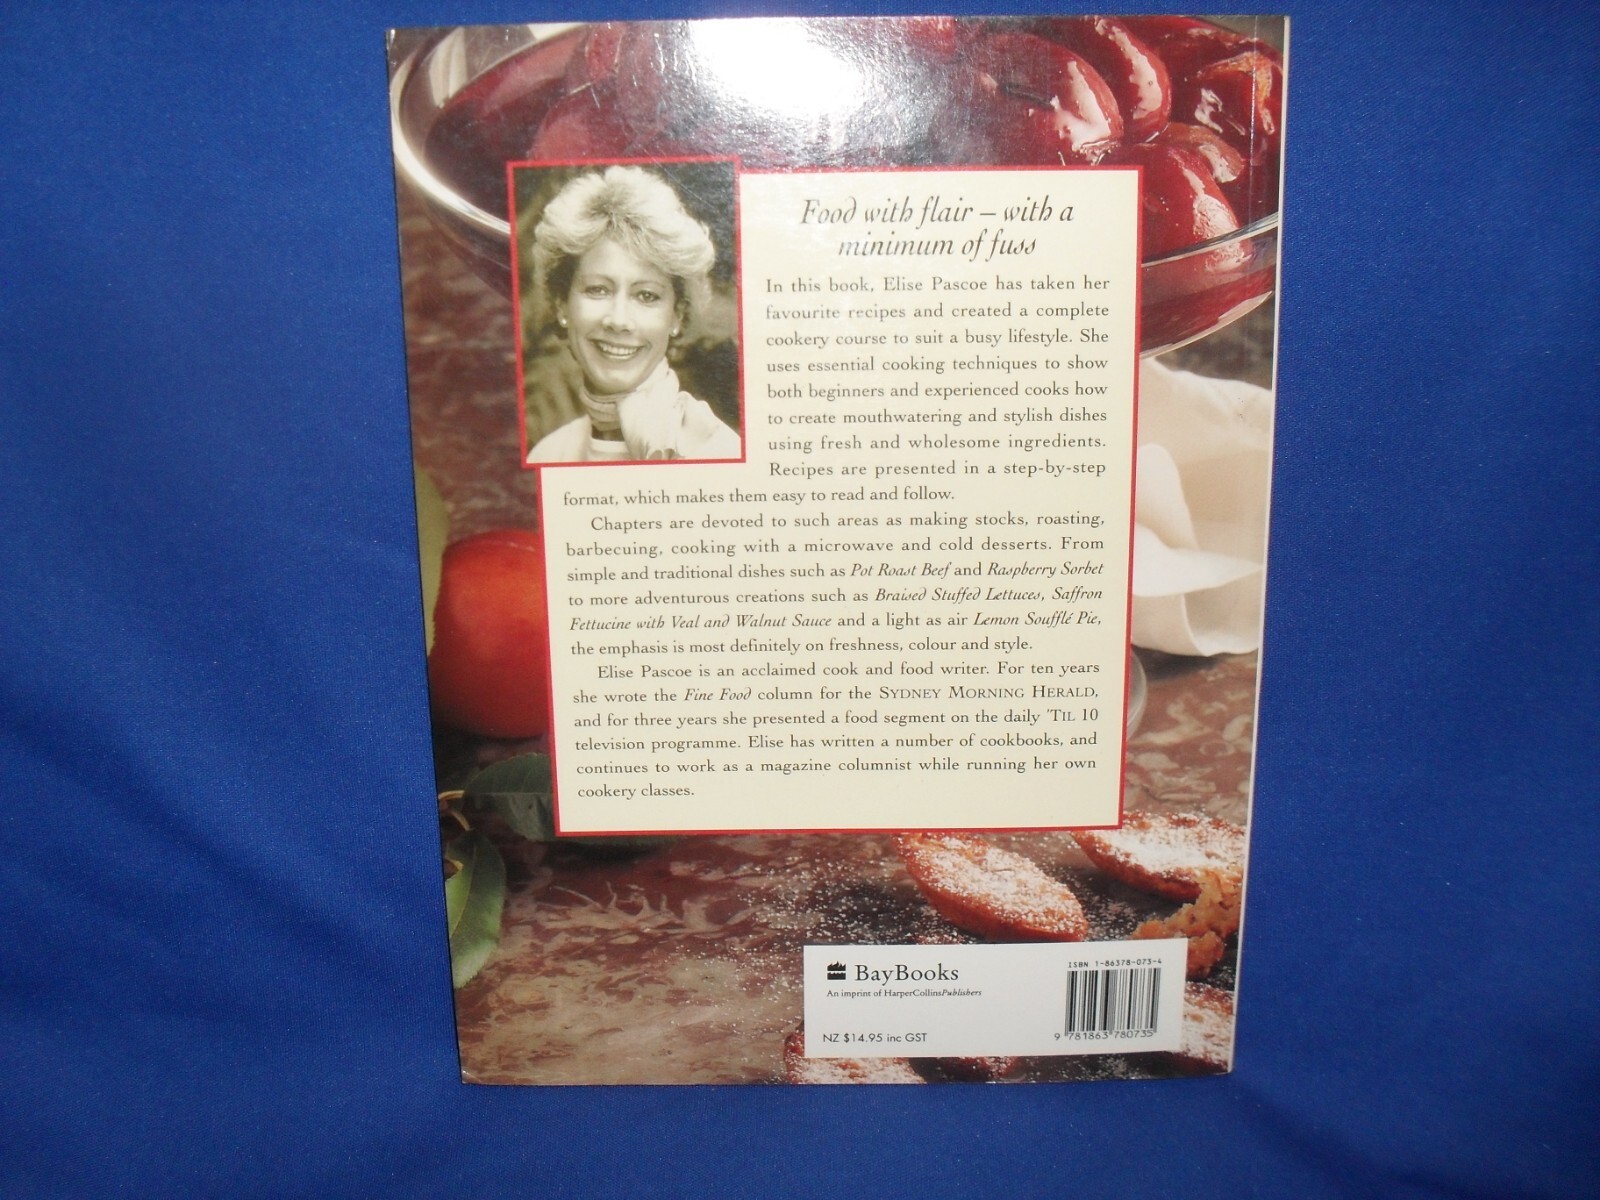 Food with flair – with a
minimum of fuss
In this book, Elise Pascoe has taken her
favourite recipes and created a complete
cookery course to suit a busy lifestyle. She
uses essential cooking techniques to show
both beginners and experienced cooks how
to create mouthwatering and stylish dishes
using fresh and wholesome ingredients.
Recipes are presented in a step-by-step
format, which makes them easy to read and follow.
Chapters are devoted to such areas as making stocks, roasting,
barbecuing, cooking with a microwave and cold desserts. From
simple and traditional dishes such as Pot Roast Beef and Raspberry Sorbet
to more adventurous creations such as Braised Stuffed Lettuces, Saffron
Fettucine with Veal and Walnut Sauce and a light as air Lemon Soufflé Pie,
the emphasis is most definitely on freshness, colour and style.
Elise Pascoe is an acclaimed cook and food writer. For ten years
she wrote the Fine Food column for the SYDNEY MORNING HERALD,
and for three years she presented a food segment on the daily 'TIL 10
television programme. Elise has written a number of cookbooks, and
continues to work as a magazine columnist while running her own
cookery classes.
BayBooks
An imprint of HarperCollinsPublishers
NZ $14.95 inc GST
ISBN 1-86378-073-4
9 781863 780735